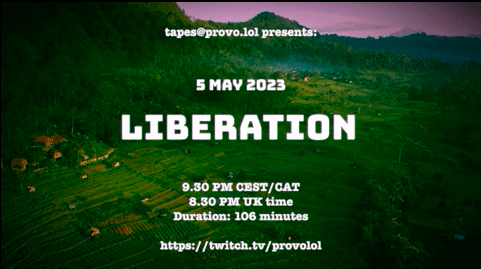 tapes@provo.lol presents:
5 MAY 2023
LIBERATION
9.30 PM CEST/CAT
8.30 PM UK time
Duration: 106 minutes
https://twitch.tv/provolol